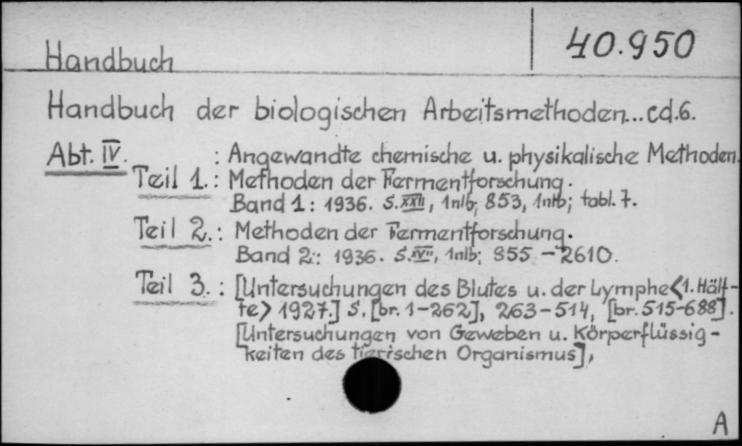 40.950
Handbuch
Handbuch der biologischen Arbeitsmethoden...cd.6.
Abt. IV. : Angewandte chemische u. physikalische Methoden.
Teil 1. : Methoden der Fermentforschung.
Band 1: 1936. S.XXII, 1nlb, 853, 1nlb; tabl. 7.
Teil 2. : Methoden der Fermentforschung.
Band 2: 1936. S. 1nlb; 855 - 2610.
Teil 3. : [Untersuchungen des Blutes u. der Lymphe <1. Hälf-
te> 1927.] S. [br. 1-262], 263-514, [br. 515-688].
[Untersuchungen von Geweben u. Körperflüssig-
keiten des tierischen Organismus],
A